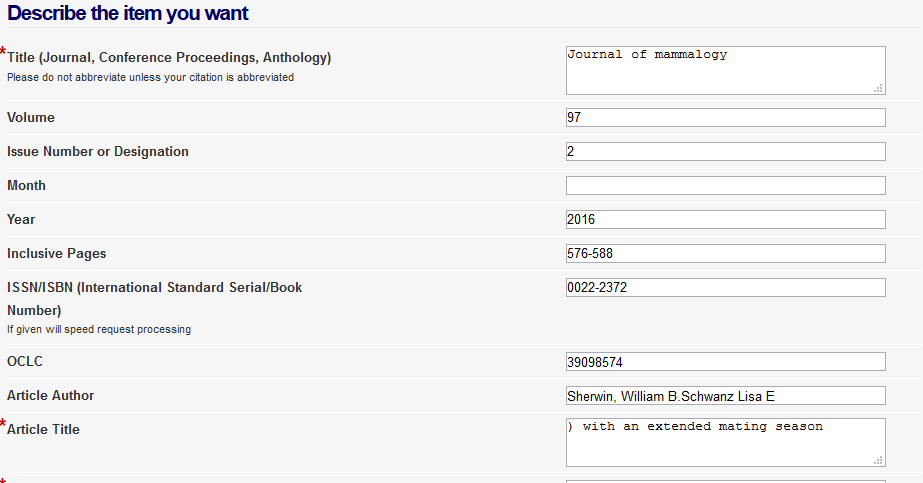 Describe the item you want
*Title (Journal, Conference Proceedings, Anthology)
Journal of mammalogy
Please do not abbreviate unless your citation is abbreviated
Volume
97
Issue Number or Designation
2
Month
Year
2016
Inclusive Pages
576-588
ISSN/ISBN (International Standard Serial/Book
Number)
0022-2372
If given will speed request processing
OCLC
39098574
Article Author
Sherwin, William B.Schwanz Lisa E
*Article Title
) with an extended mating season
*